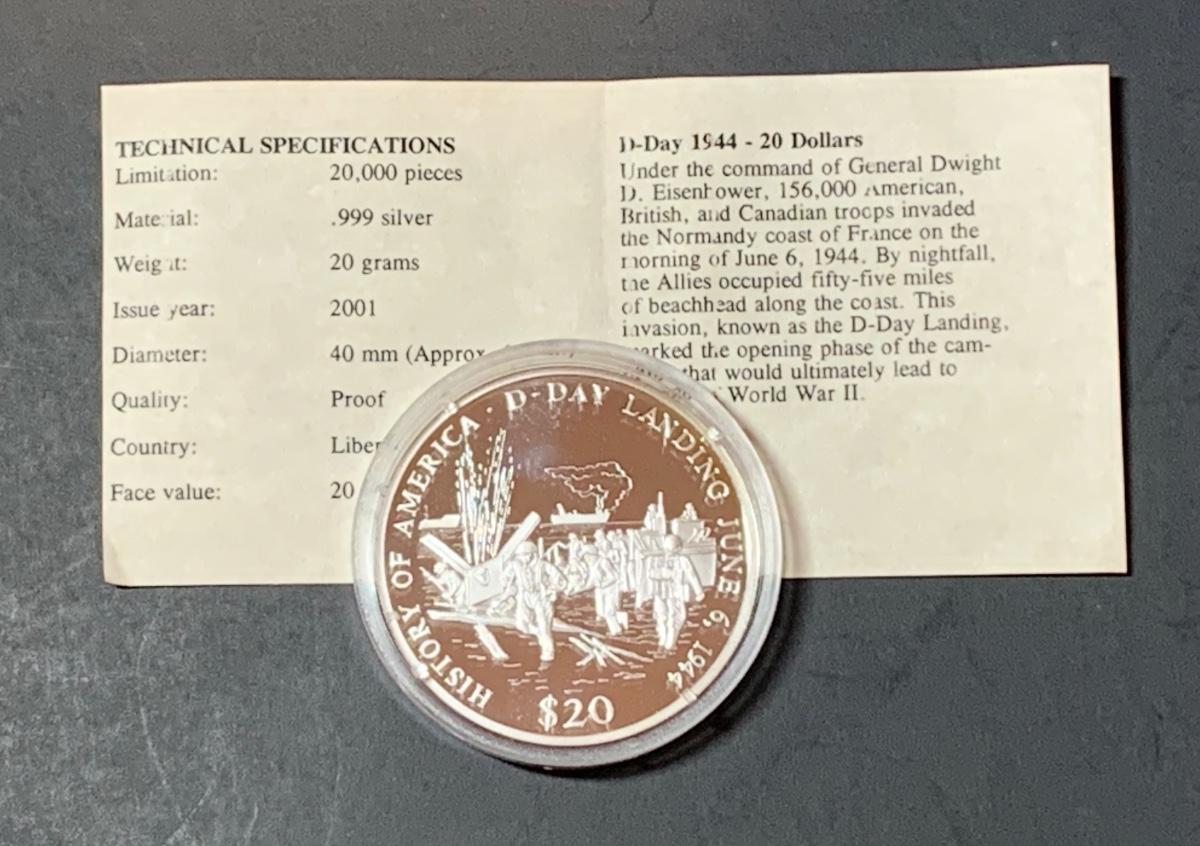 TECHNICAL SPECIFICATIONS
Limitation: 20,000 pieces
Material: .999 silver
Weight: 20 grams
Issue year: 2001
Diameter: 40 mm (Approx
Quality: Proof
Country: Liber
Face value: 20
D-Day 1944 - 20 Dollars
Under the command of General Dwight
D. Eisenhower, 156,000 American,
British, and Canadian troops invaded
the Normandy coast of France on the
morning of June 6, 1944. By nightfall,
the Allies occupied fifty-five miles
of beachhead along the coast. This
invasion, known as the D-Day Landing,
marked the opening phase of the cam-
that would ultimately lead to
World War II.
HISTORY OF AMERICA · D-DAY LANDING JUNE 6, 1944
$20